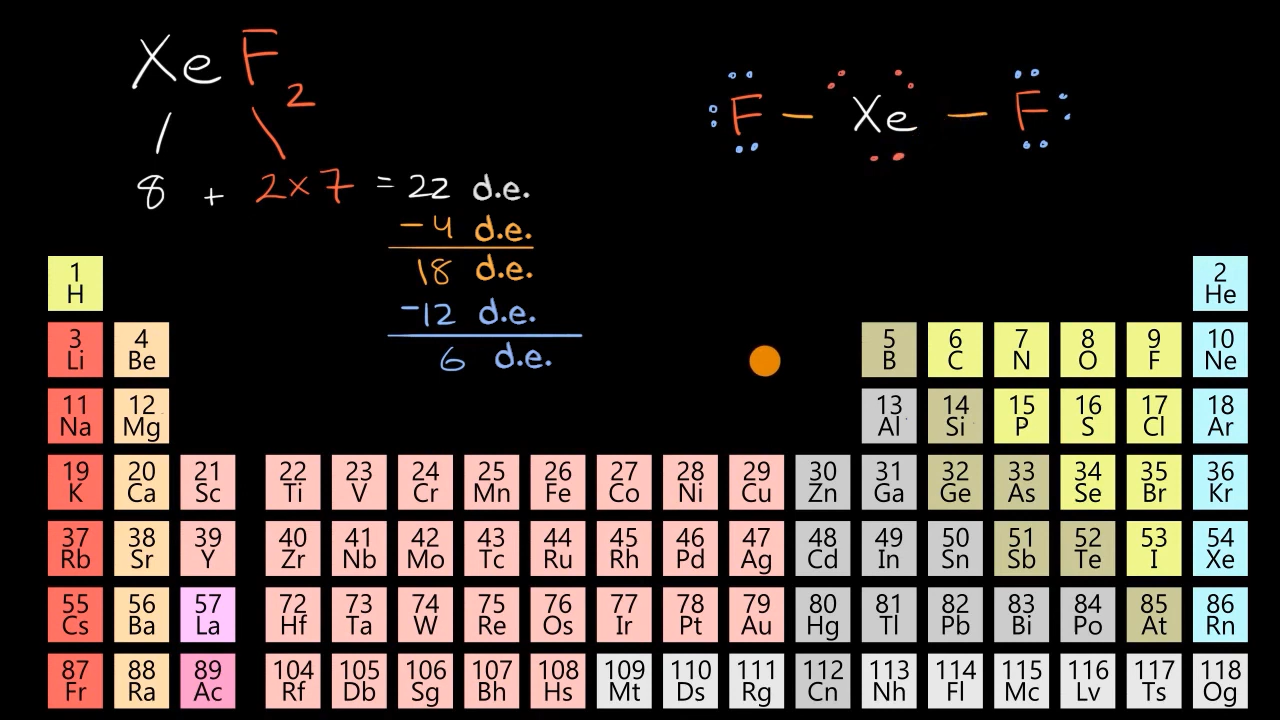 XeF2
8 + 2×7 = 22 d.e.
-4 d.e.
18 d.e.
-12 d.e.
6 d.e.
F – Xe – F
1 2
H He
3 4 5 6 7 8 9 10
Li Be B C N O F Ne
11 12 13 14 15 16 17 18
Na Mg Al Si P S Cl Ar
19 20 21 22 23 24 25 26 27 28 29 30 31 32 33 34 35 36
K Ca Sc Ti V Cr Mn Fe Co Ni Cu Zn Ga Ge As Se Br Kr
37 38 39 40 41 42 43 44 45 46 47 48 49 50 51 52 53 54
Rb Sr Y Zr Nb Mo Tc Ru Rh Pd Ag Cd In Sn Sb Te I Xe
55 56 57 72 73 74 75 76 77 78 79 80 81 82 83 84 85 86
Cs Ba La Hf Ta W Re Os Ir Pt Au Hg Tl Pb Bi Po At Rn
87 88 89 104 105 106 107 108 109 110 111 112 113 114 115 116 117 118
Fr Ra Ac Rf Db Sg Bh Hs Mt Ds Rg Cn Nh Fl Mc Lv Ts Og